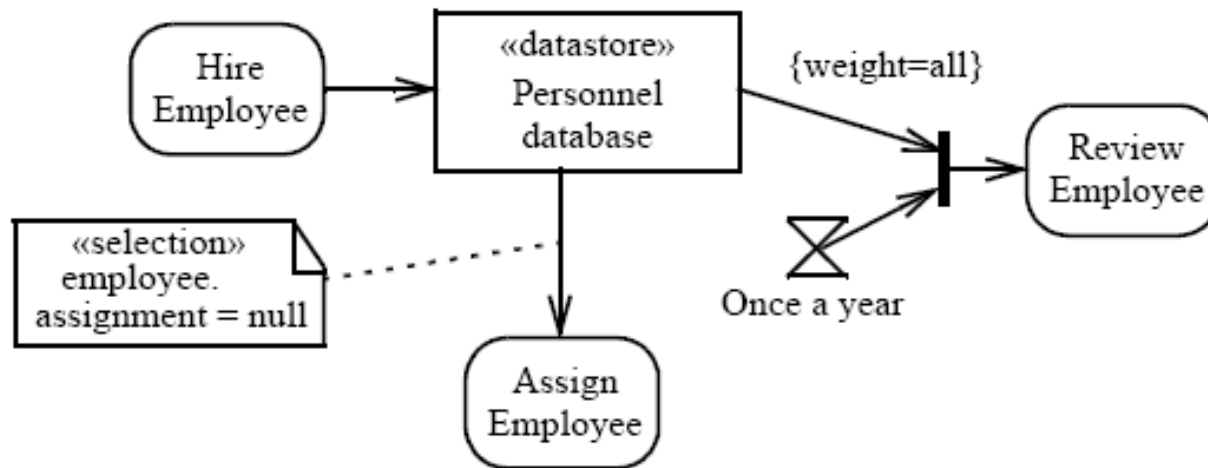 Hire
Employee
«datastore»
Personnel
database
{weight=all}
Review
Employee
«selection»
employee.
assignment = null
Once a year
Assign
Employee